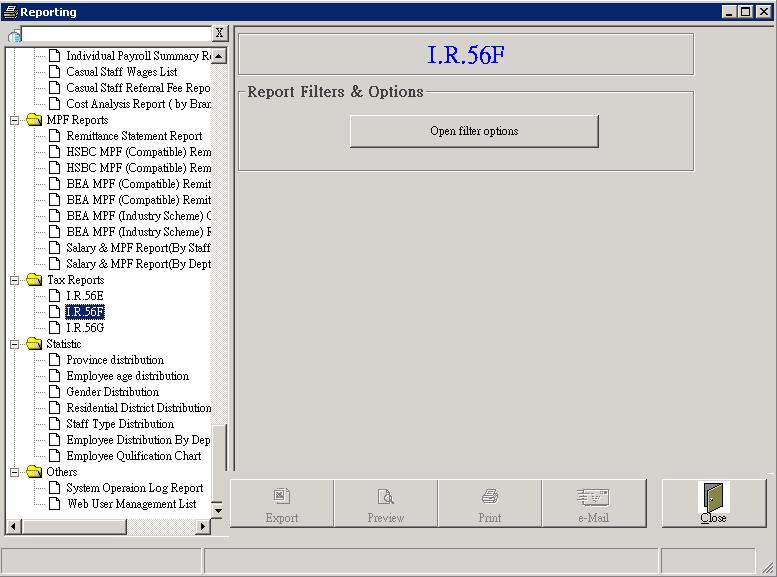 Reporting
X
Individual Payroll Summary R
Casual Staff Wages List
Casual Staff Referral Fee Repo
Cost Analysis Report ( by Bran
MPF Reports
Remittance Statement Report
HSBC MPF (Compatible) Rem
HSBC MPF (Compatible) Rem
BEA MPF (Compatible) Remit
BEA MPF (Compatible) Remit
BEA MPF (Industry Scheme) C
BEA MPF (Industry Scheme) R
Salary & MPF Report(By Staff
Salary & MPF Report(By Dept
Tax Reports
I.R.56E
I.R.56F
I.R.56G
Statistic
Province distribution
Employee age distribution
Gender Distribution
Residential District Distribution
Staff Type Distribution
Employee Distribution By Dep
Employee Qulification Chart
Others
System Operaion Log Report
Web User Management List
I.R.56F
Report Filters & Options
Open filter options
Export
Preview
Print
e-Mail
Close